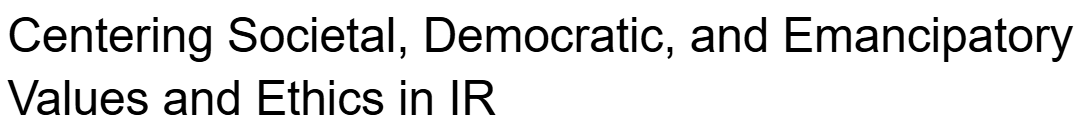 Centering Societal, Democratic, and Emancipatory
Values and Ethics in IR